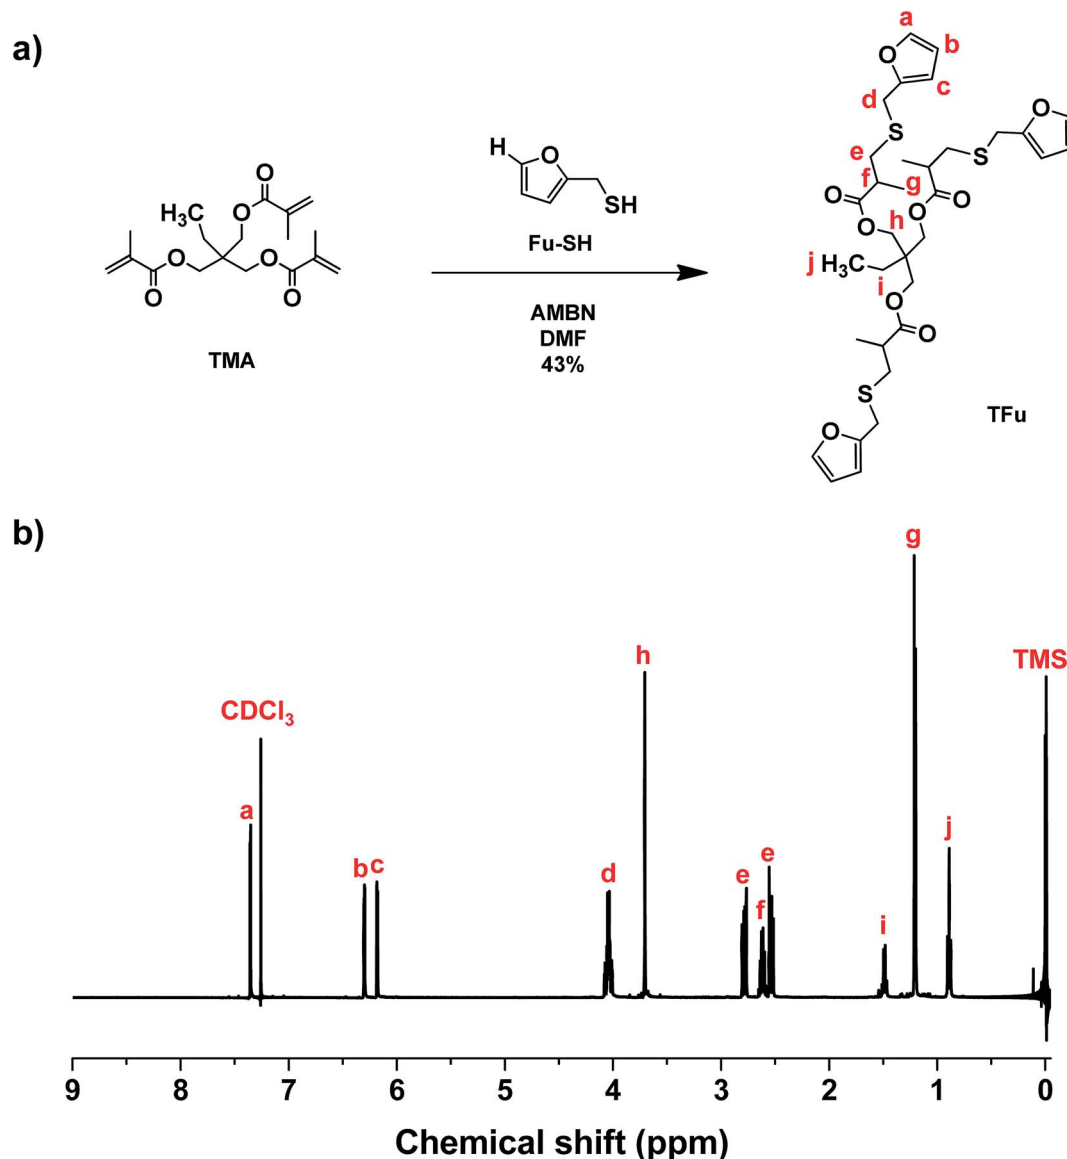 a)
H₃C
O
O
O
O
O
O
TMA
H
O
SH
Fu-SH
AMBN
DMF
43%
a
b
c
d
O
S
e
f
g
O
O
h
j
H₃C
i
O
O
S
O
O
O
S
O
TFu
b)
a
CDCl₃
b
c
d
h
e
f
e
i
g
j
TMS
9
8
7
6
5
4
3
2
1
0
Chemical shift (ppm)